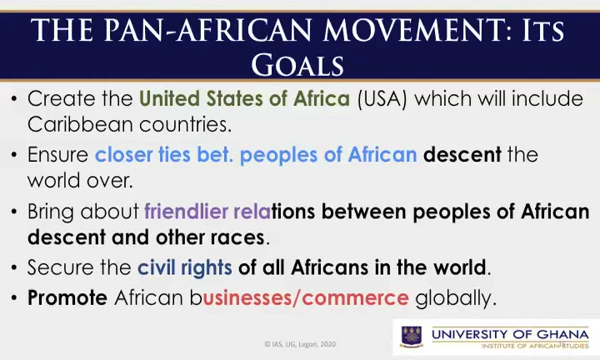 THE PAN-AFRICAN MOVEMENT: ITS
GOALS
• Create the United States of Africa (USA) which will include
Caribbean countries.
• Ensure closer ties bet. peoples of African descent the
world over.
• Bring about friendlier relations between peoples of African
descent and other races.
• Secure the civil rights of all Africans in the world.
• Promote African businesses/commerce globally.
© IAS, UG, Legon, 2020
UNIVERSITY OF GHANA
INSTITUTE OF AFRICAN STUDIES